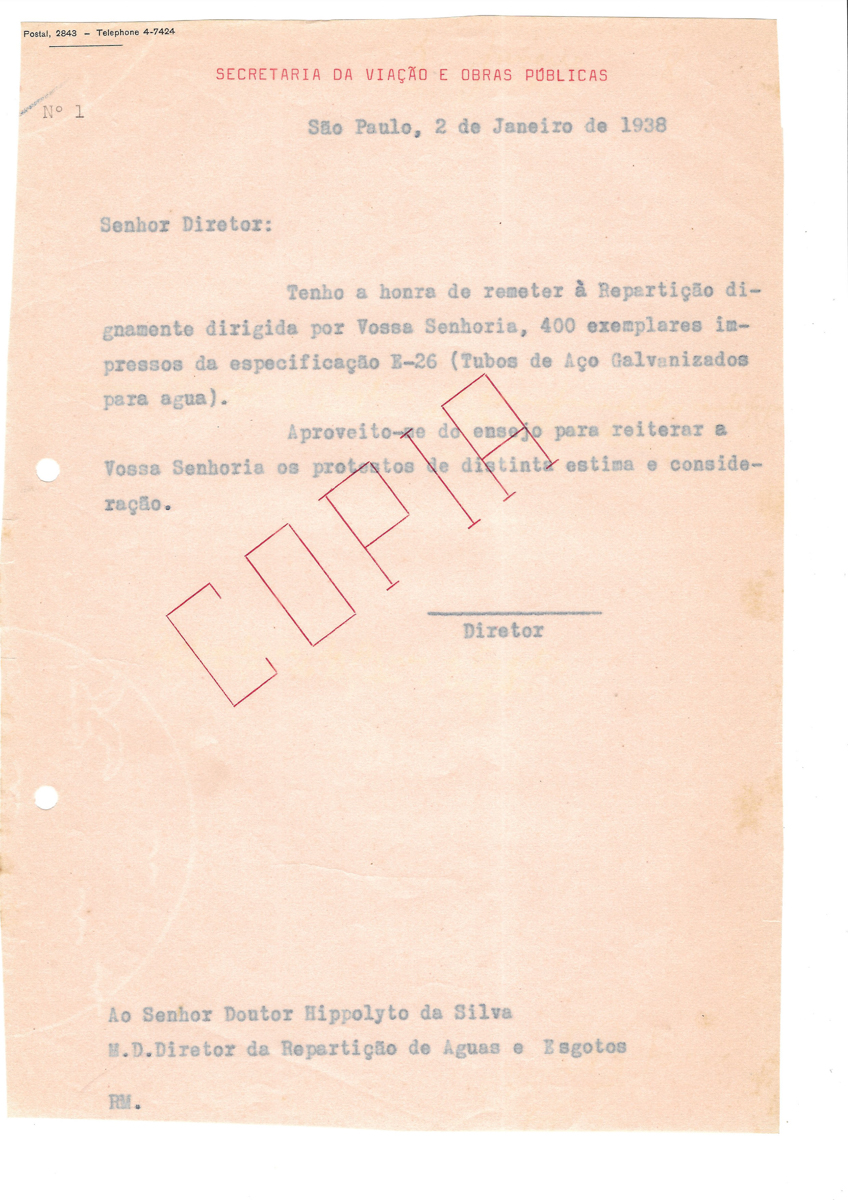 Postal, 2843 – Telephone 4-7424
SECRETARIA DA VIAÇÃO E OBRAS PÚBLICAS
Nº 1
São Paulo, 2 de Janeiro de 1938
Senhor Diretor:
Tenho a honra de remeter à Repartição di-
gnamente dirigida por Vossa Senhoria, 400 exemplares im-
pressos da especificação E-26 (Tubos de Aço Galvanizados
para agua).
Aproveito-me do ensejo para reiterar a
Vossa Senhoria os protestos de distinta estima e conside-
ração.
COPIA
Diretor
Ao Senhor Doutor Hippolyto da Silva
M.D.Diretor da Repartição de Aguas e Esgotos
RM.